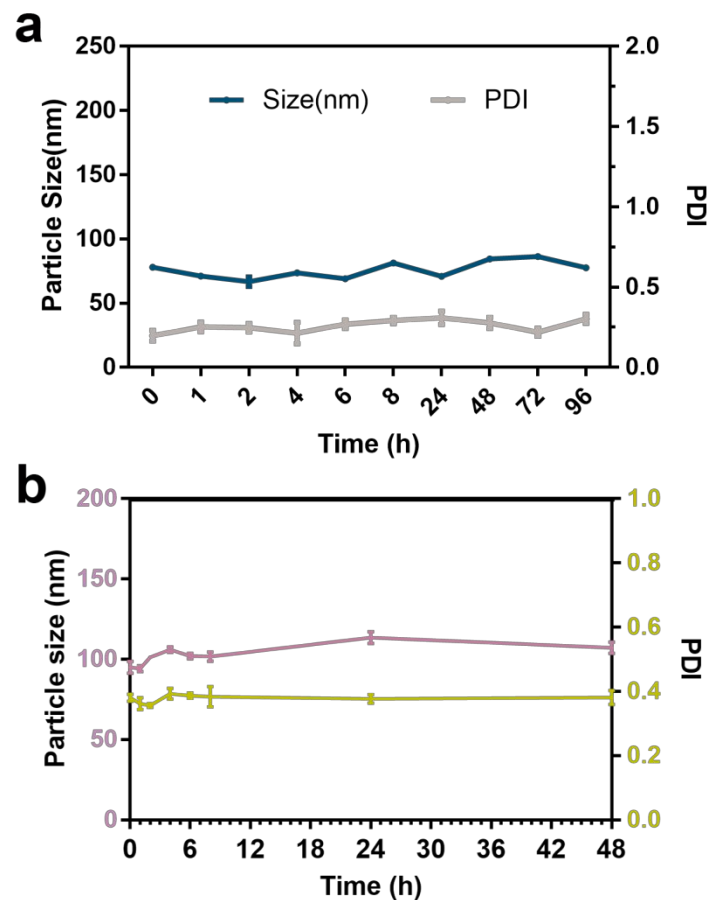 a
250
200
150
100
50
0
Particle Size(nm)
Size(nm)
PDI
2.0
1.5
1.0
0.5
0.0
PDI
0 1 2 4 6 8 24 48 72 96
Time (h)
b
200
150
100
50
0
Particle size (nm)
1.0
0.8
0.6
0.4
0.2
0.0
PDI
0 6 12 18 24 30 36 42 48
Time (h)